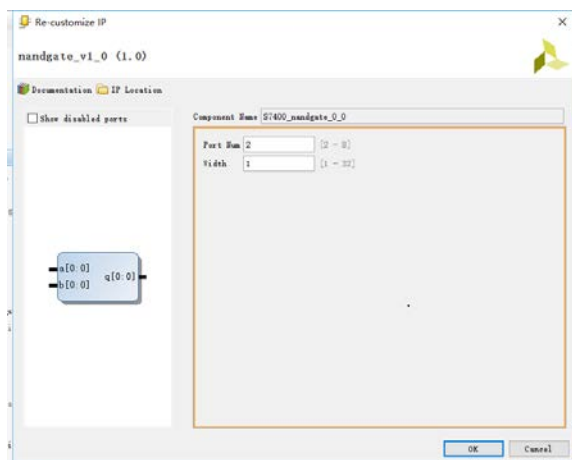 Re-customize IP
nandgate_v1_0 (1.0)
Documentation IP Location
Show disabled ports
Component Name S7400_nandgate_0_0
Port Num 2 [2 - 8]
Width 1 [1 - 32]
a[0:0]
b[0:0]
q[0:0]
OK Cancel